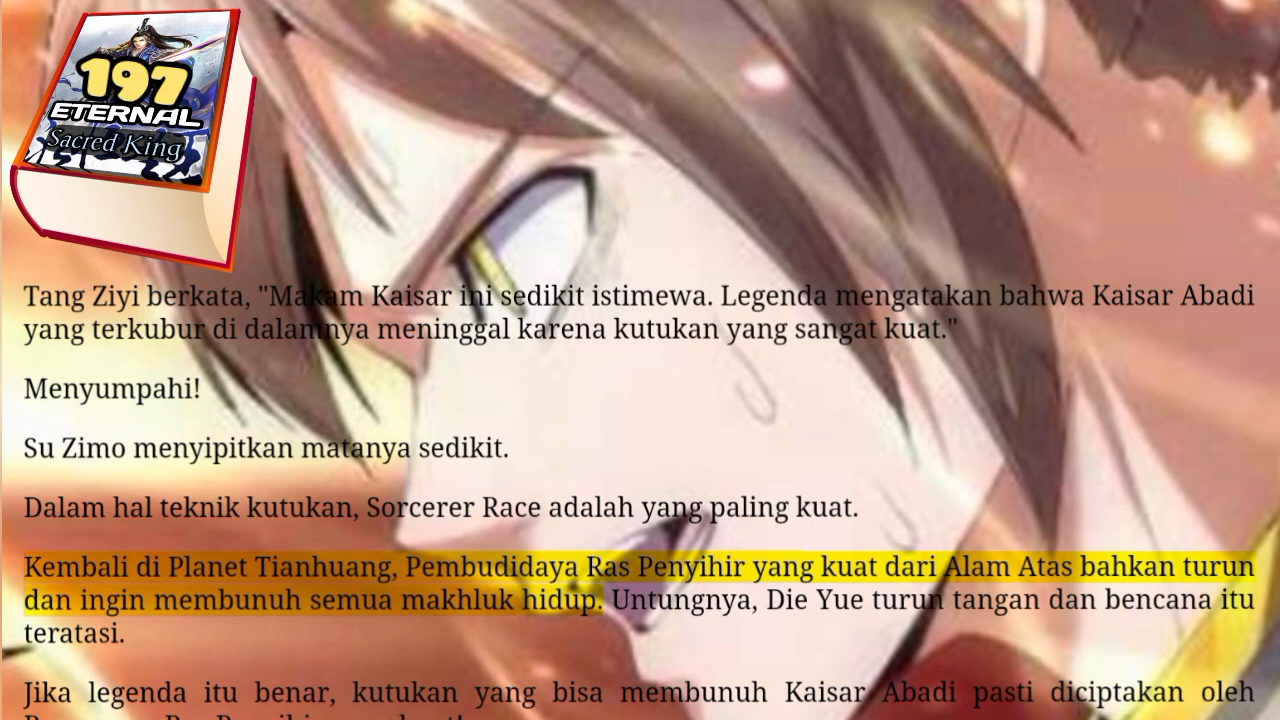 197
ETERNAL
Sacred King
Tang Ziyi berkata, "Makam Kaisar ini sedikit istimewa. Legenda mengatakan bahwa Kaisar Abadi
yang terkubur di dalamnya meninggal karena kutukan yang sangat kuat."
Menyumpahi!
Su Zimo menyipitkan matanya sedikit.
Dalam hal teknik kutukan, Sorcerer Race adalah yang paling kuat.
Kembali di Planet Tianhuang, Pembudidaya Ras Penyihir yang kuat dari Alam Atas bahkan turun
dan ingin membunuh semua makhluk hidup. Untungnya, Die Yue turun tangan dan bencana itu
teratasi.
Jika legenda itu benar, kutukan yang bisa membunuh Kaisar Abadi pasti diciptakan oleh